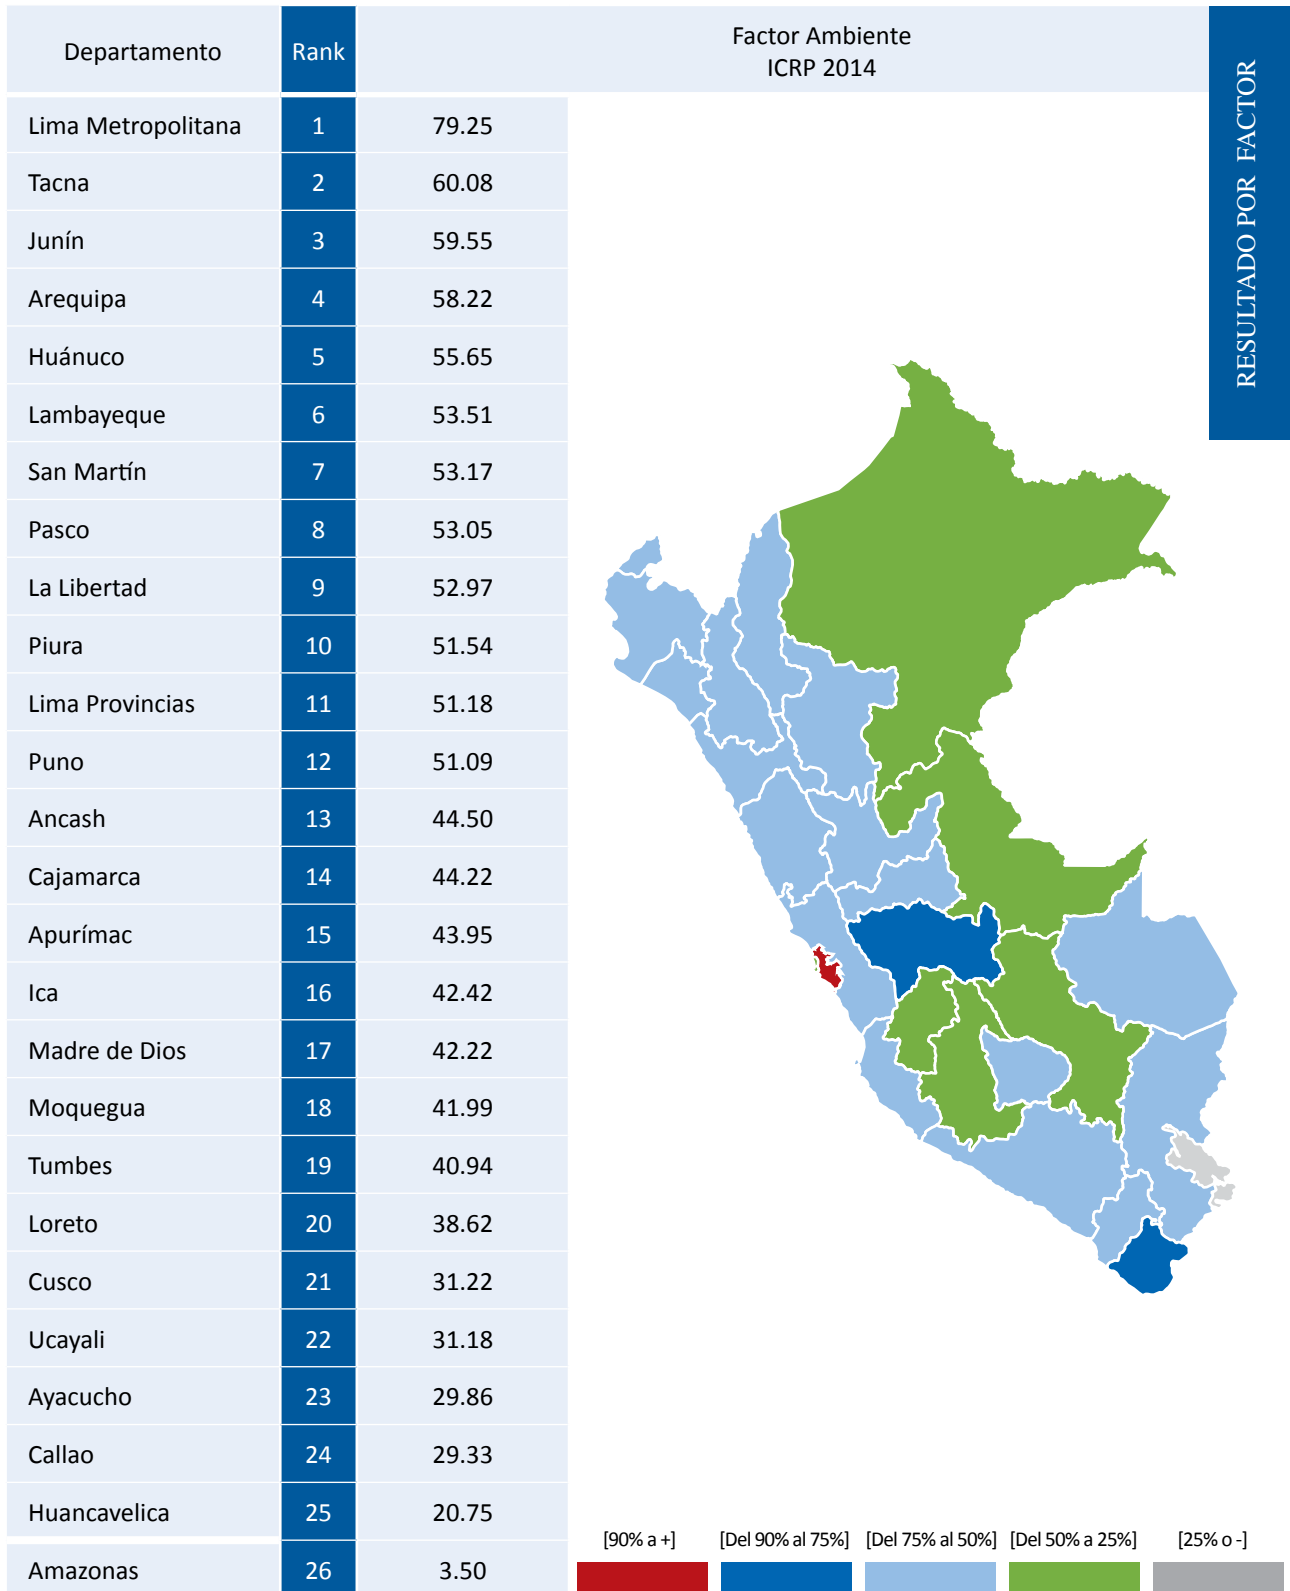 Departamento Rank Factor Ambiente
ICRP 2014
RESULTADO POR FACTOR
Lima Metropolitana 1 79.25
Tacna 2 60.08
Junín 3 59.55
Arequipa 4 58.22
Huánuco 5 55.65
Lambayeque 6 53.51
San Martín 7 53.17
Pasco 8 53.05
La Libertad 9 52.97
Piura 10 51.54
Lima Provincias 11 51.18
Puno 12 51.09
Ancash 13 44.50
Cajamarca 14 44.22
Apurímac 15 43.95
Ica 16 42.42
Madre de Dios 17 42.22
Moquegua 18 41.99
Tumbes 19 40.94
Loreto 20 38.62
Cusco 21 31.22
Ucayali 22 31.18
Ayacucho 23 29.86
Callao 24 29.33
Huancavelica 25 20.75
Amazonas 26 3.50
[90% a +] [Del 90% al 75%] [Del 75% al 50%] [Del 50% a 25%] [25% o -]